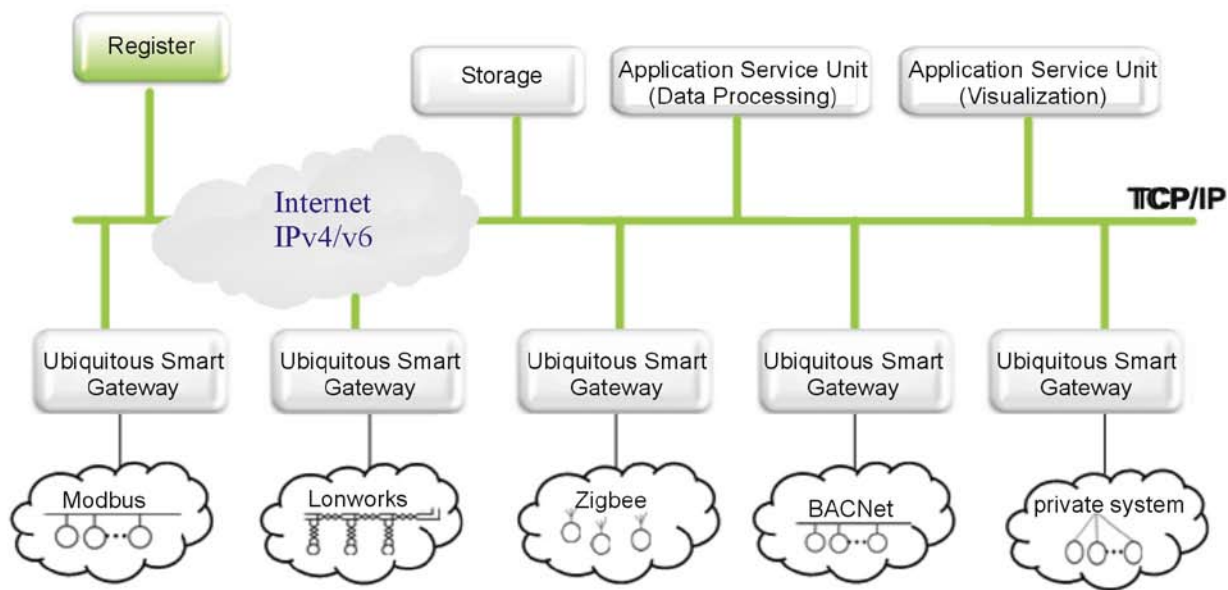 Register
Storage
Application Service Unit
(Data Processing)
Application Service Unit
(Visualization)
Internet
IPv4/v6
TCP/IP
Ubiquitous Smart
Gateway
Ubiquitous Smart
Gateway
Ubiquitous Smart
Gateway
Ubiquitous Smart
Gateway
Ubiquitous Smart
Gateway
Modbus
Lonworks
Zigbee
BACNet
private system